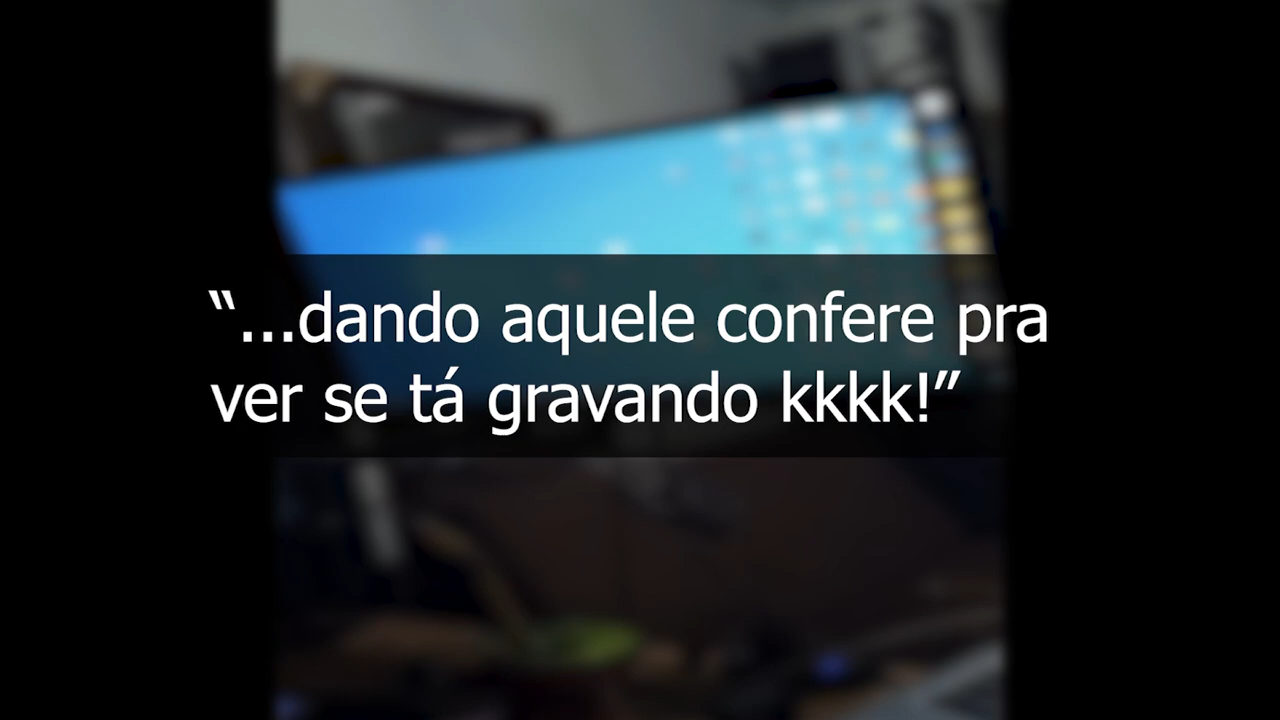 “...dando aquele confere pra
ver se tá gravando kkkk!”